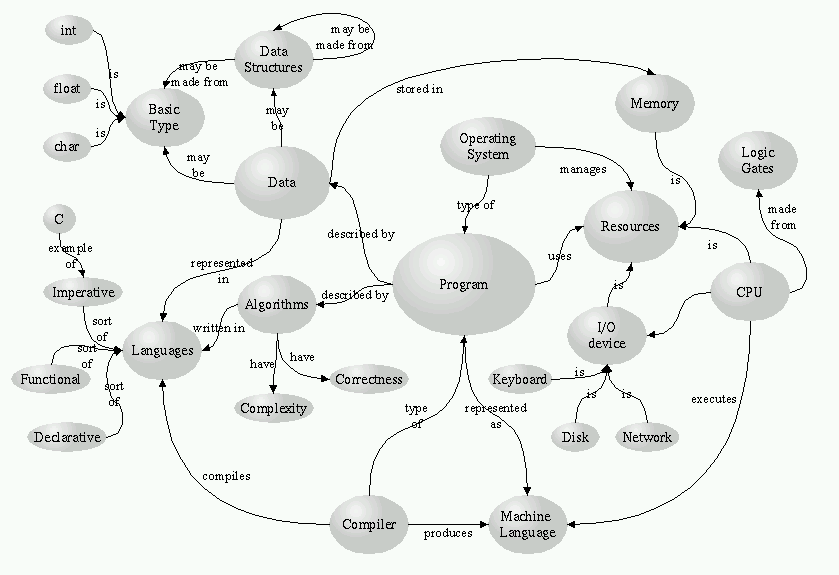 int
may be
made from
Data
Structures
is
may be
made from
float
is
Basic
Type
char
is
may
be
stored in
Memory
Operating
System
Logic
Gates
may
be
Data
manages
is
type of
made
from
C
example
of
described by
Resources
is
uses
represented
in
Imperative
Program
CPU
is
described by
Algorithms
sort
of
written in
I/O
device
Languages
sort
of
have
have
Functional
sort
of
Correctness
Keyboard
is
is
is
executes
Complexity
type
of
represented
as
Declarative
Disk
Network
compiles
Compiler
produces
Machine
Language